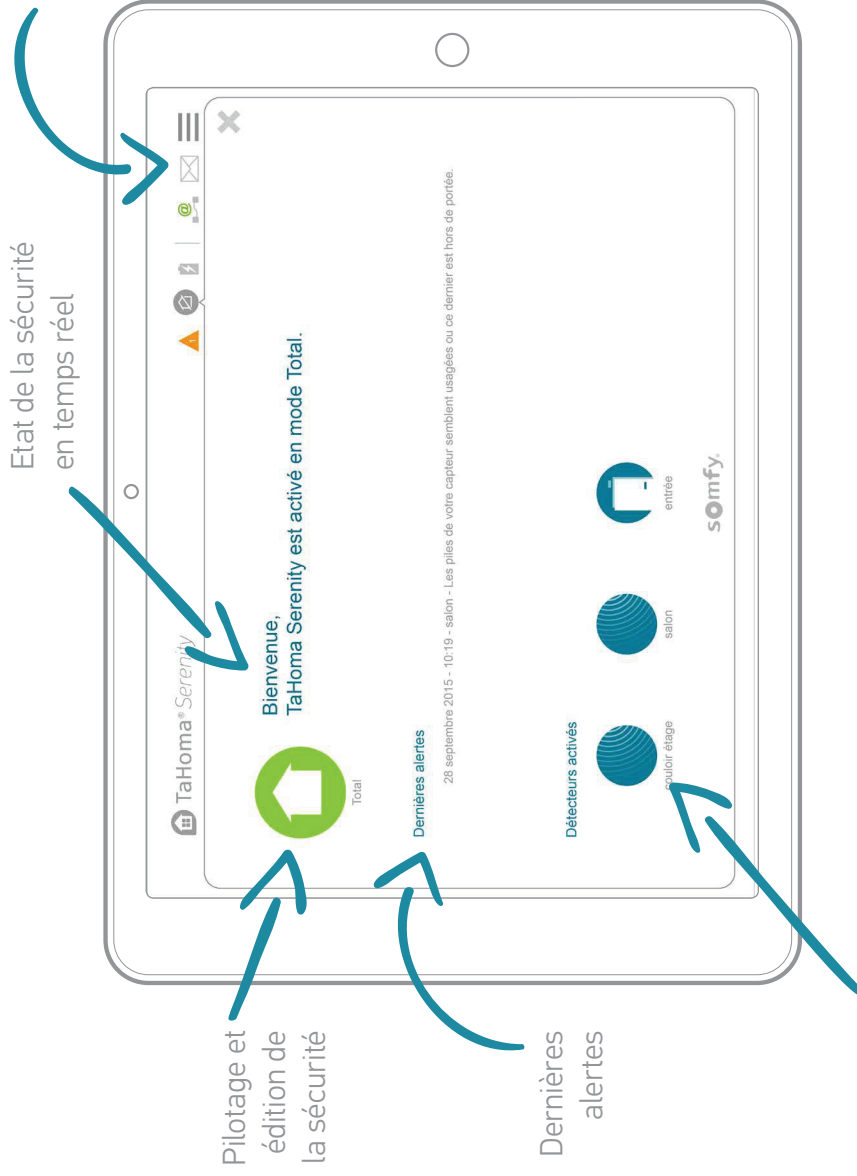 Etat de la sécurité
en temps réel
TaHoma® Serenity
1
@
Pilotage et
édition de
la sécurité
Bienvenue,
TaHoma Serenity est activé en mode Total.
Total
Dernières
alertes
Dernières alertes
28 septembre 2015 - 10:19 - salon - Les piles de votre capteur semblent usagées ou ce dernier est hors de portée.
Détecteurs activés
couloir étage
salon
entrée
somfy.